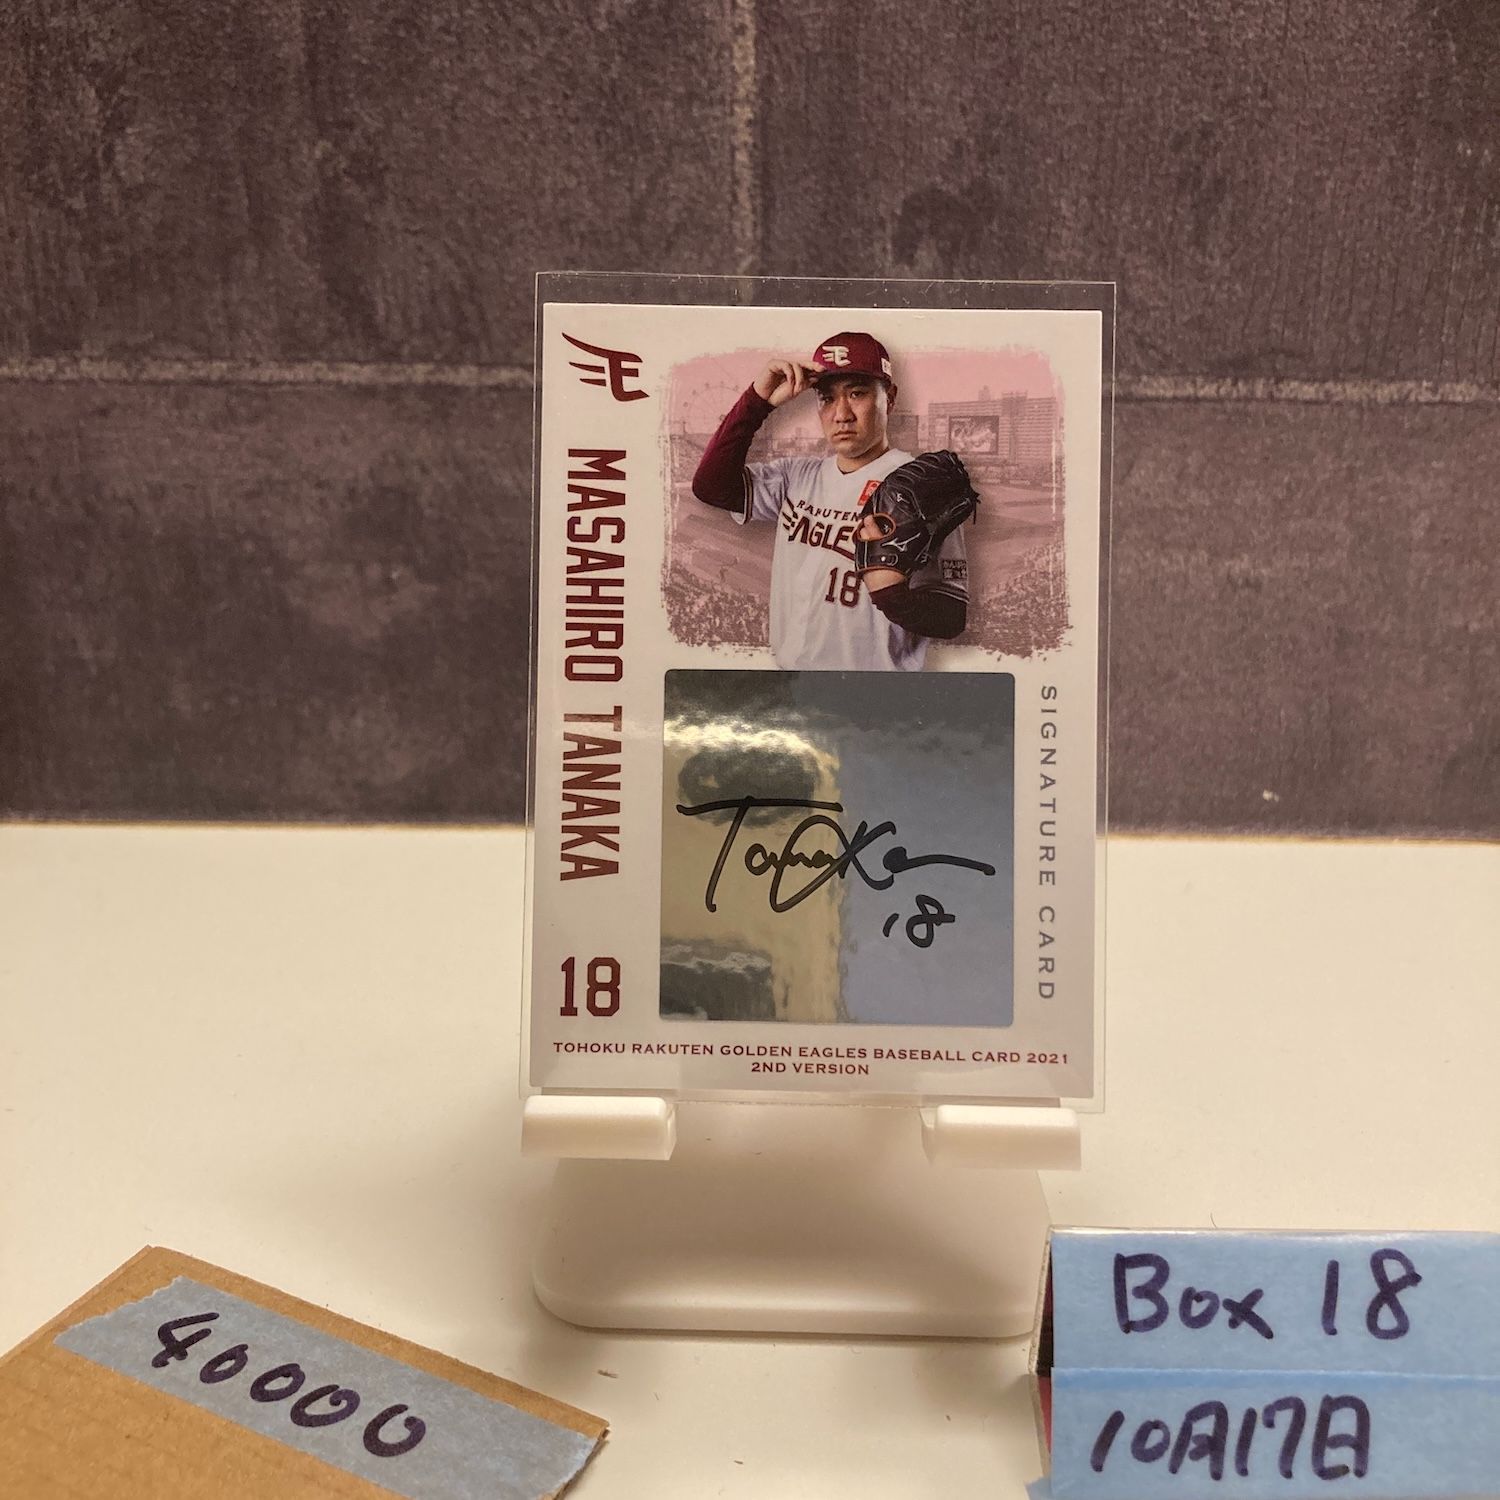 MASAHIRO TANAKA 18
RAKUTEN
EAGLES
18
SIGNATURE CARD
Tanaka
18
TOHOKU RAKUTEN GOLDEN EAGLES BASEBALL CARD 2021
2ND VERSION
40000
Box 18
10月17日